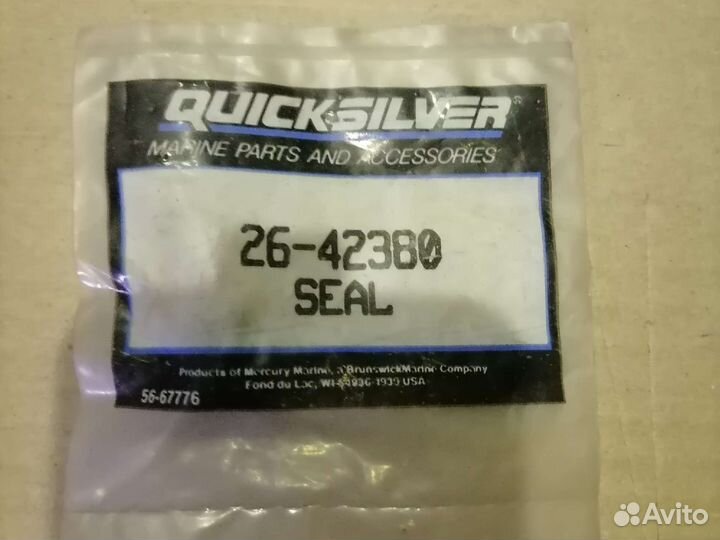 QUICKSILVER®
MARINE PARTS AND ACCESSORIES
26-42380
SEAL
Products of Mercury Marine, a Brunswick Marine Company
Fond du Lac, WI 54936-1939 USA
56-67776
Avito